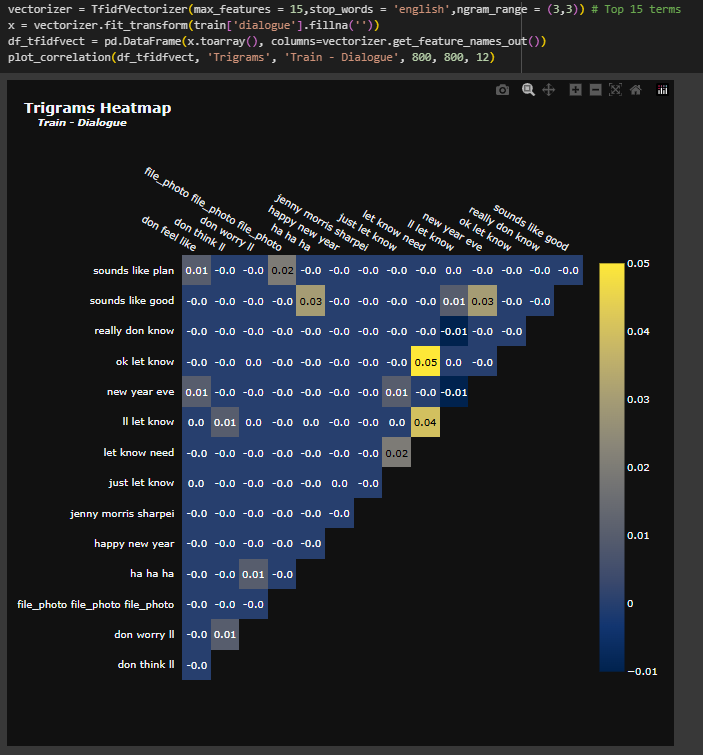 vectorizer = TfidfVectorizer(max_features = 15,stop_words = 'english',ngram_range = (3,3)) # Top 15 terms
x = vectorizer.fit_transform(train['dialogue'].fillna(''))
df_tfidfvect = pd.DataFrame(x.toarray(), columns=vectorizer.get_feature_names_out())
plot_correlation(df_tfidfvect, 'Trigrams', 'Train - Dialogue', 800, 800, 12)
Trigrams Heatmap
Train - Dialogue
don feel like
don think ll
don worry ll
file_photo file_photo file_photo
ha ha ha
happy new year
jenny morris sharpei
just let know
let know need
ll let know
new year eve
ok let know
really don know
sounds like good
sounds like plan 0.01 -0.0 -0.0 0.02 -0.0 -0.0 -0.0 -0.0 -0.0 0.0 -0.0 -0.0 -0.0 -0.0
sounds like good -0.0 -0.0 -0.0 -0.0 0.03 -0.0 -0.0 -0.0 -0.0 0.01 0.03 -0.0 -0.0
really don know -0.0 -0.0 -0.0 -0.0 -0.0 -0.0 -0.0 -0.0 -0.0 -0.01 -0.0 -0.0
ok let know -0.0 -0.0 0.0 -0.0 -0.0 -0.0 -0.0 -0.0 0.05 0.0 -0.0
new year eve 0.01 -0.0 -0.0 -0.0 -0.0 -0.0 -0.0 0.01 -0.0 -0.01
ll let know 0.0 0.01 0.0 -0.0 0.0 -0.0 -0.0 0.0 0.04
let know need -0.0 -0.0 -0.0 -0.0 -0.0 -0.0 -0.0 0.02
just let know 0.0 -0.0 -0.0 -0.0 -0.0 0.0 -0.0
jenny morris sharpei -0.0 -0.0 -0.0 -0.0 -0.0 -0.0
happy new year -0.0 -0.0 -0.0 -0.0 -0.0
ha ha ha -0.0 -0.0 0.01 -0.0
file_photo file_photo file_photo -0.0 -0.0 -0.0
don worry ll -0.0 0.01
don think ll -0.0
0.05
0.04
0.03
0.02
0.01
0
−0.01